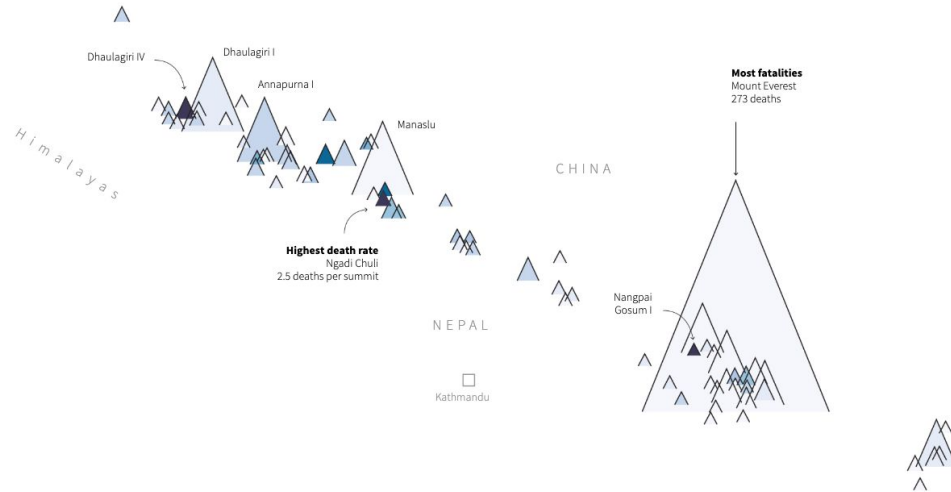 Dhaulagiri I
Dhaulagiri IV
Annapurna I
Most fatalities
Mount Everest
273 deaths
Manaslu
Himalayas
CHINA
Highest death rate
Ngadi Chuli
2.5 deaths per summit
Nangpai
Gosum I
NEPAL
Kathmandu